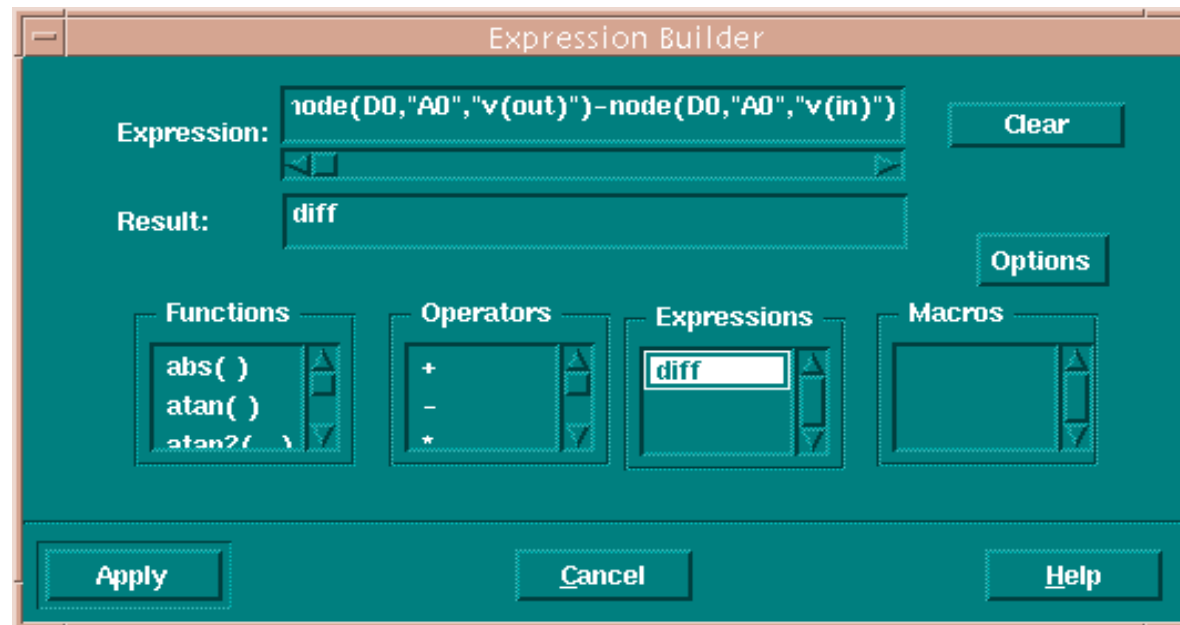 Expression Builder
Expression: node(D0,"A0","v(out)")-node(D0,"A0","v(in)")
Clear
Result: diff
Options
Functions Operators Expressions Macros
abs( ) + diff
atan( ) -
atan2( , ) *
Apply Cancel Help